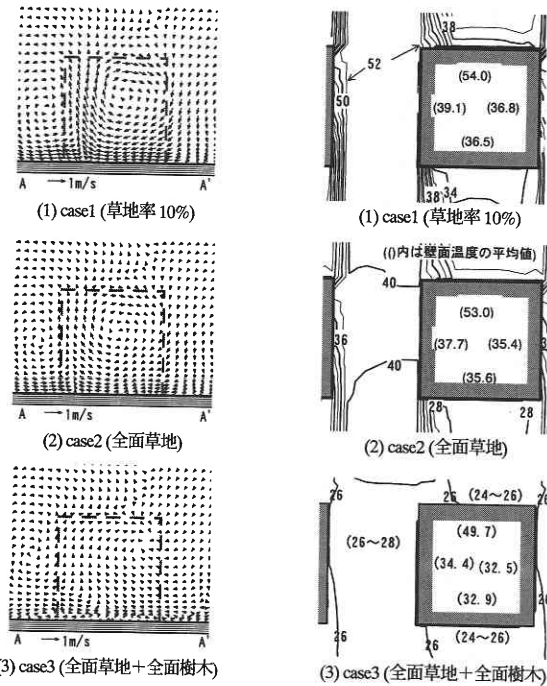 A →1m/s A'
(1) case1 (草地率10%)
A →1m/s A'
(2) case2 (全面草地)
A →1m/s A'
(3) case3 (全面草地＋全面樹木)
38
52
50
(54.0)
(39.1) (36.8)
(36.5)
38 34
(1) case1 (草地率10%)
(()内は壁面温度の平均値)
40
36
(53.0)
(37.7) (35.4)
(35.6)
40
28 28
(2) case2 (全面草地)
26 26 (24～26) 26
(26～28)
(49.7)
(34.4) (32.5)
(32.9)
26 26 (24～26)
(3) case3 (全面草地＋全面樹木)